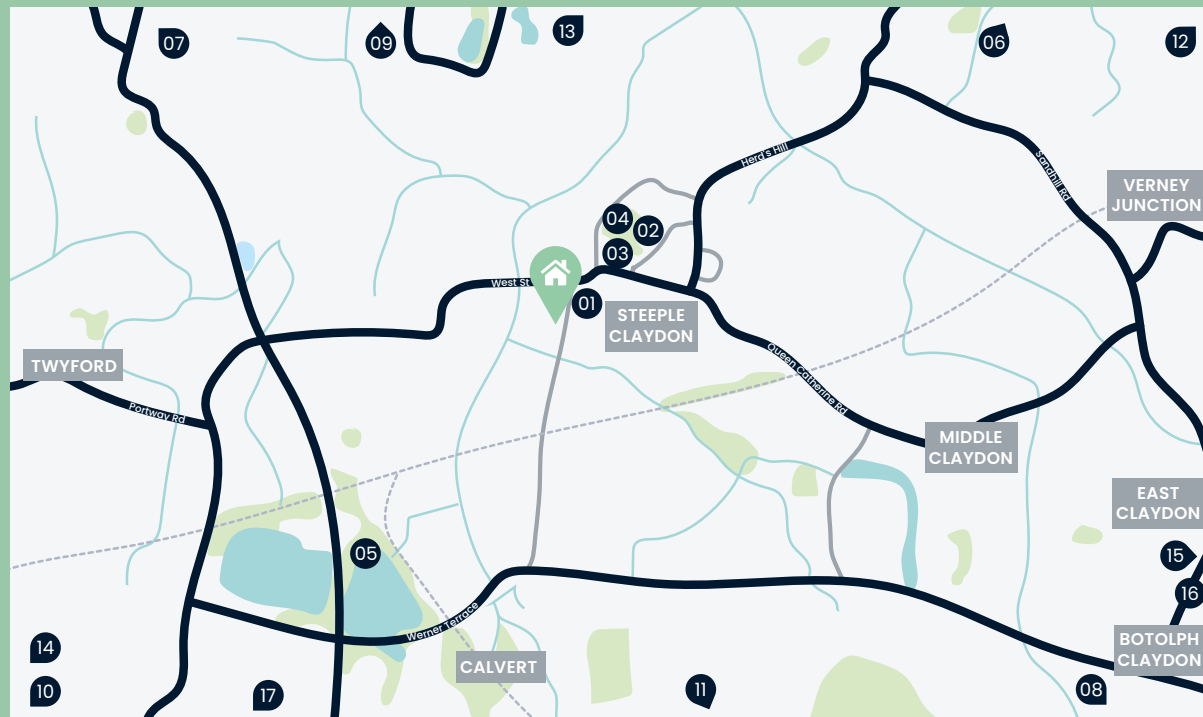 07
09
13
06
12
Herd's Hill
Sandhill Rd
VERNEY
JUNCTION
04
02
03
West St
01
STEEPLE
CLAYDON
TWYFORD
Portway Rd
Queen Catherine Rd
MIDDLE
CLAYDON
EAST
CLAYDON
05
15
16
Werner Terrace
14
CALVERT
BOTOLPH
CLAYDON
10
17
11
08